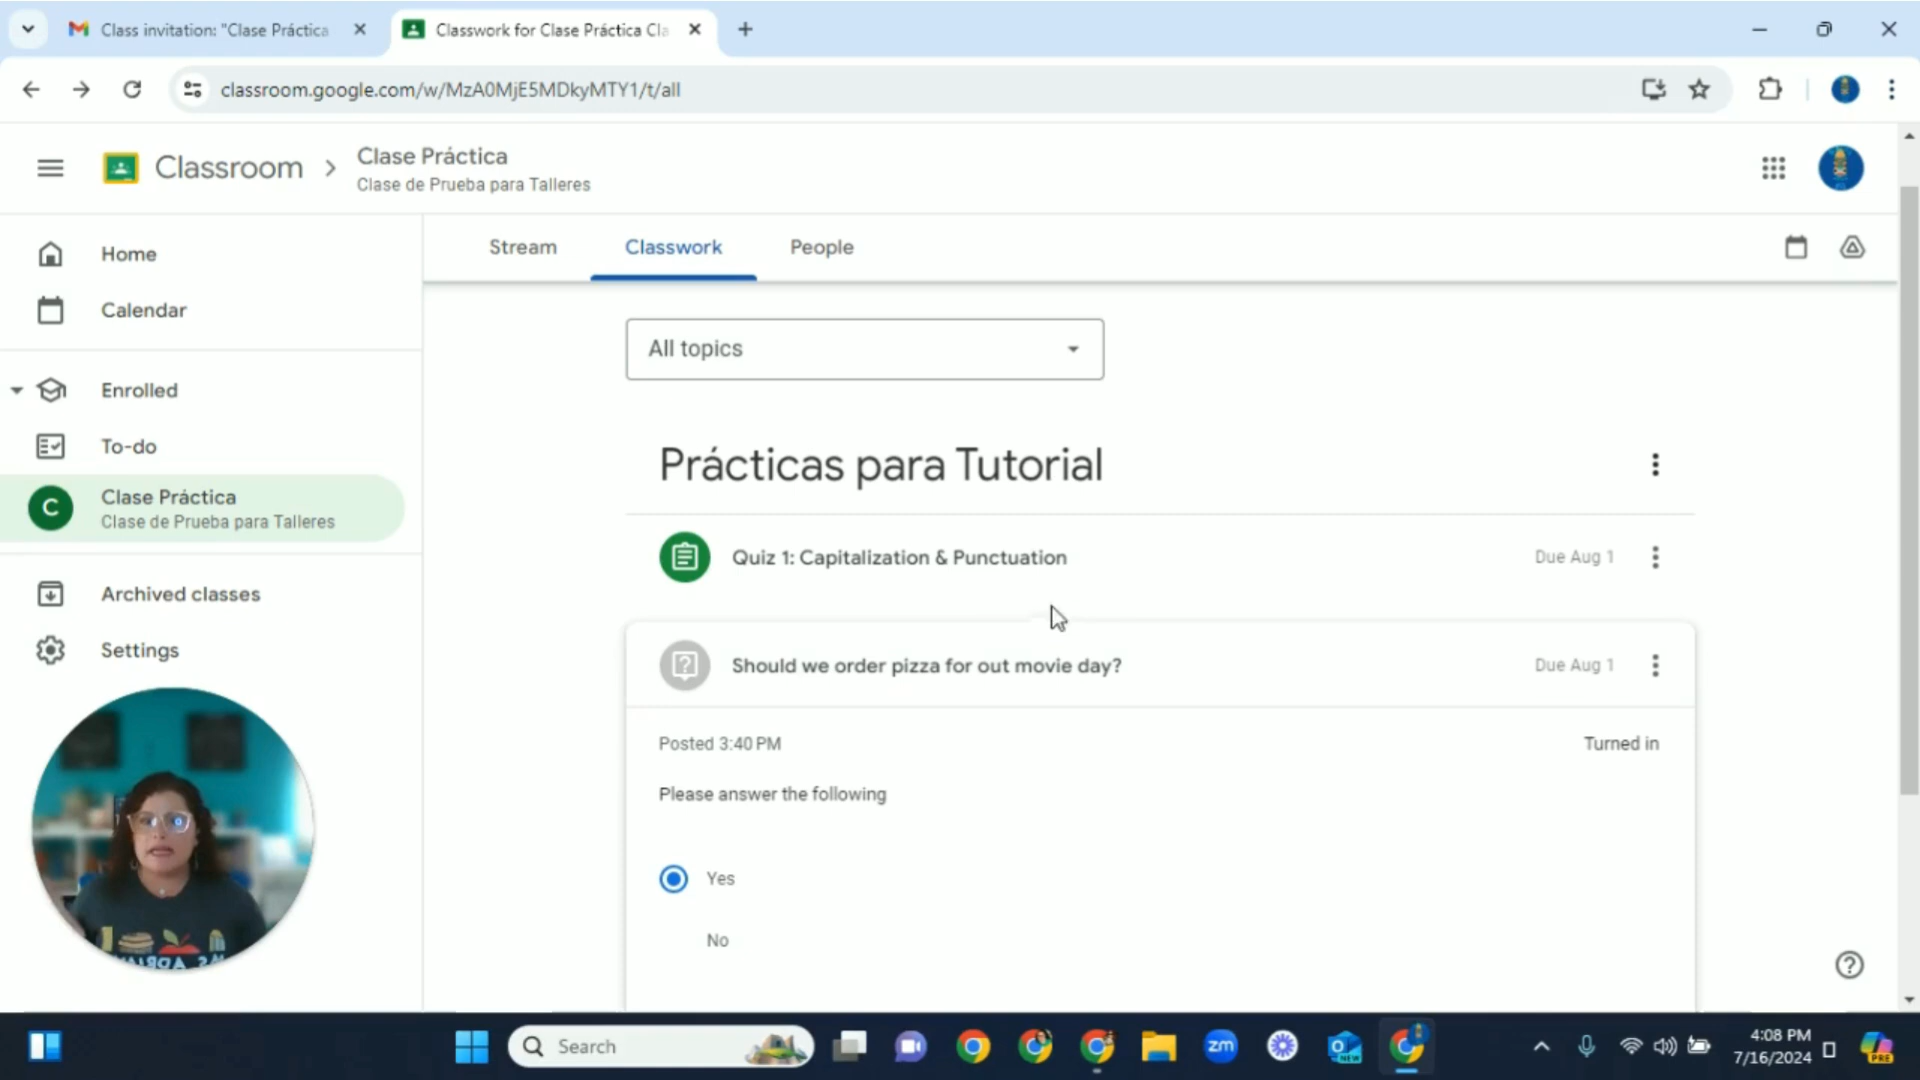 Class invitation: "Clase Práctica
Classwork for Clase Práctica Cla
classroom.google.com/w/MzA0MjE5MDkyMTY1/t/all
Classroom
Clase Práctica
Clase de Prueba para Talleres
Home
Calendar
Enrolled
To-do
C
Clase Práctica
Clase de Prueba para Talleres
Archived classes
Settings
Stream
Classwork
People
All topics
Prácticas para Tutorial
Quiz 1: Capitalization & Punctuation
Due Aug 1
Should we order pizza for out movie day?
Due Aug 1
Posted 3:40 PM
Turned in
Please answer the following
Yes
No
Search
zm
NEW
4:08 PM
7/16/2024
PRE